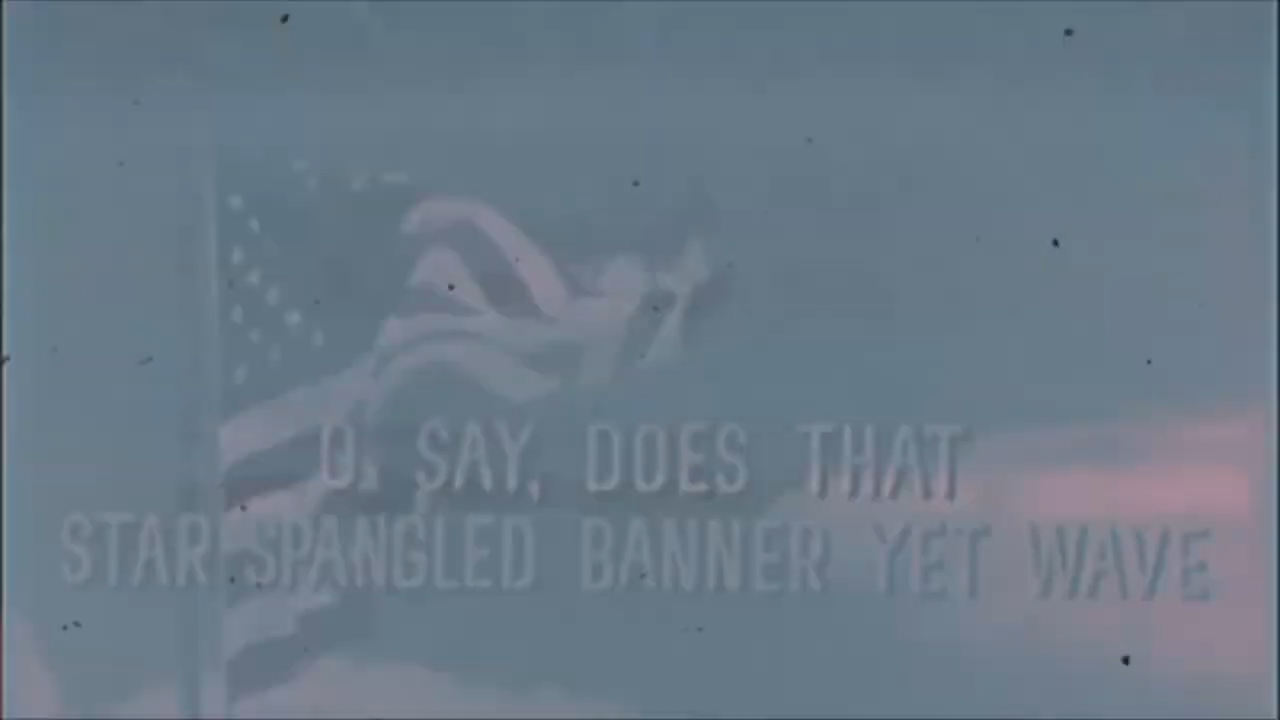 O, SAY, DOES THAT
STAR SPANGLED BANNER YET WAVE